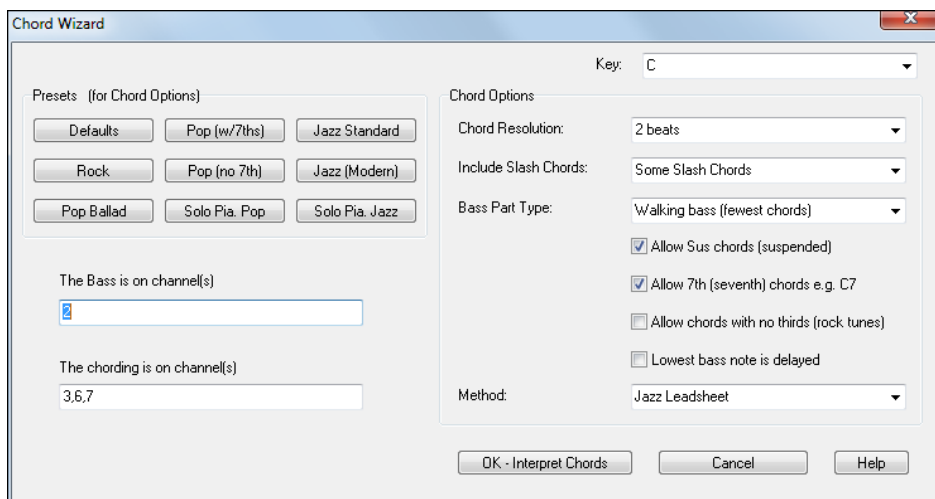 Chord Wizard
Key: C
Presets (for Chord Options)
Defaults Pop (w/7ths) Jazz Standard
Rock Pop (no 7th) Jazz (Modern)
Pop Ballad Solo Pia. Pop Solo Pia. Jazz
The Bass is on channel(s)
2
The chording is on channel(s)
3,6,7
Chord Options
Chord Resolution: 2 beats
Include Slash Chords: Some Slash Chords
Bass Part Type: Walking bass (fewest chords)
Allow Sus chords (suspended)
Allow 7th (seventh) chords e.g. C7
Allow chords with no thirds (rock tunes)
Lowest bass note is delayed
Method: Jazz Leadsheet
OK - Interpret Chords Cancel Help